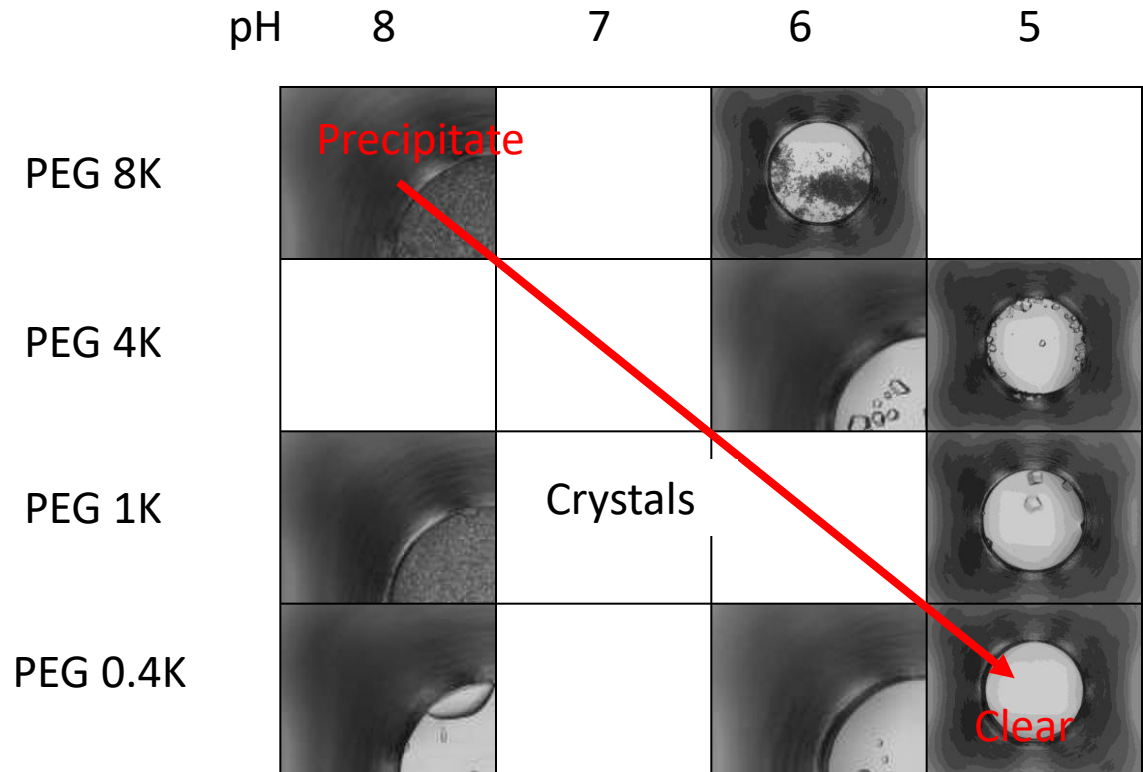 pH 8 7 6 5
Precipitate
PEG 8K
PEG 4K
PEG 1K
Crystals
PEG 0.4K
Clear